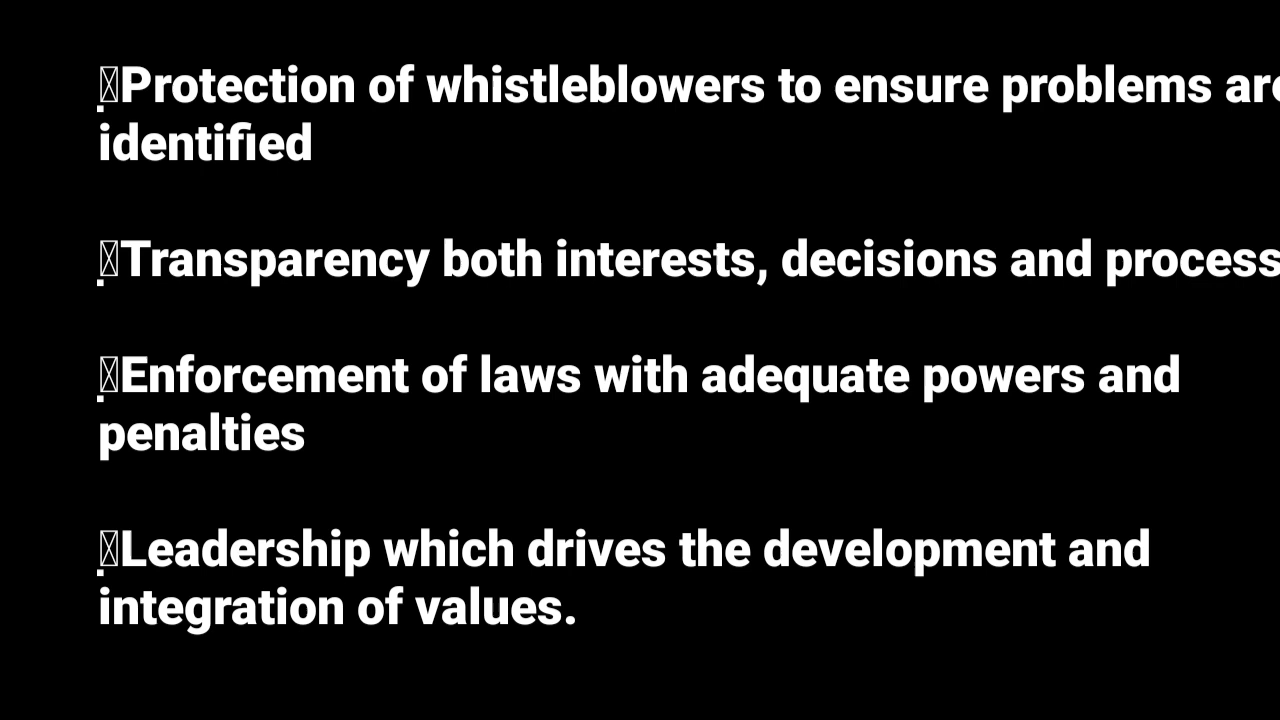 Protection of whistleblowers to ensure problems are
identified
Transparency both interests, decisions and process
Enforcement of laws with adequate powers and
penalties
Leadership which drives the development and
integration of values.